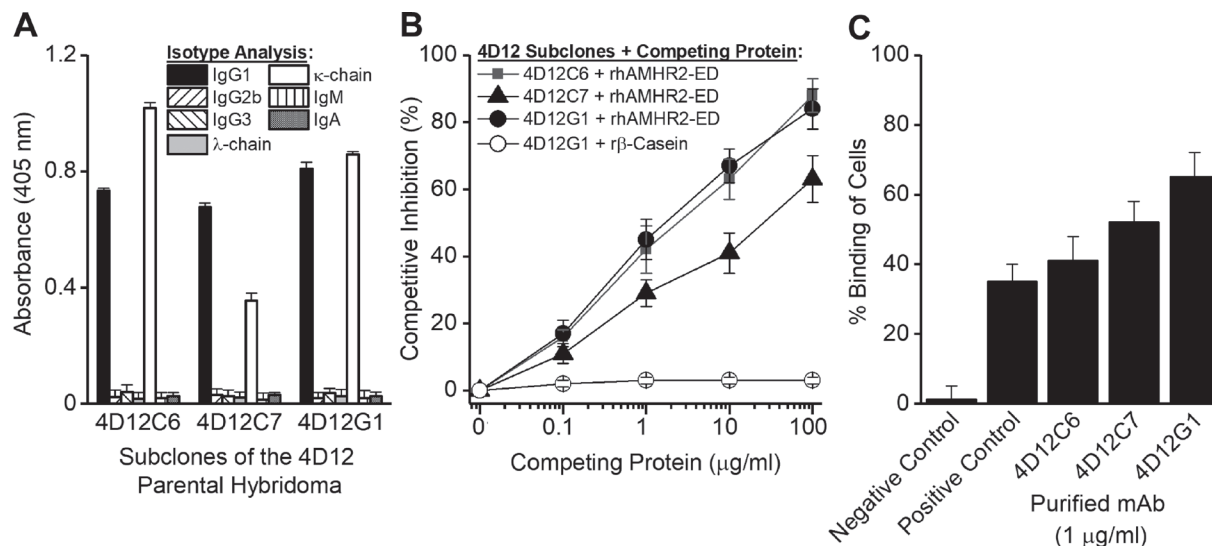 A
Absorbance (405 nm)
1.2
0.8
0.4
0
Isotype Analysis:
IgG1
κ-chain
IgG2b
IgM
IgG3
IgA
λ-chain
4D12C6 4D12C7 4D12G1
Subclones of the 4D12
Parental Hybridoma
B
Competitive Inhibition (%)
100
80
60
40
20
0
4D12 Subclones + Competing Protein:
4D12C6 + rhAMHR2-ED
4D12C7 + rhAMHR2-ED
4D12G1 + rhAMHR2-ED
4D12G1 + rβ-Casein
0 0.1 1 10 100
Competing Protein (μg/ml)
C
% Binding of Cells
80
60
40
20
0
Negative Control
Positive Control
4D12C6
4D12C7
4D12G1
Purified mAb
(1 μg/ml)